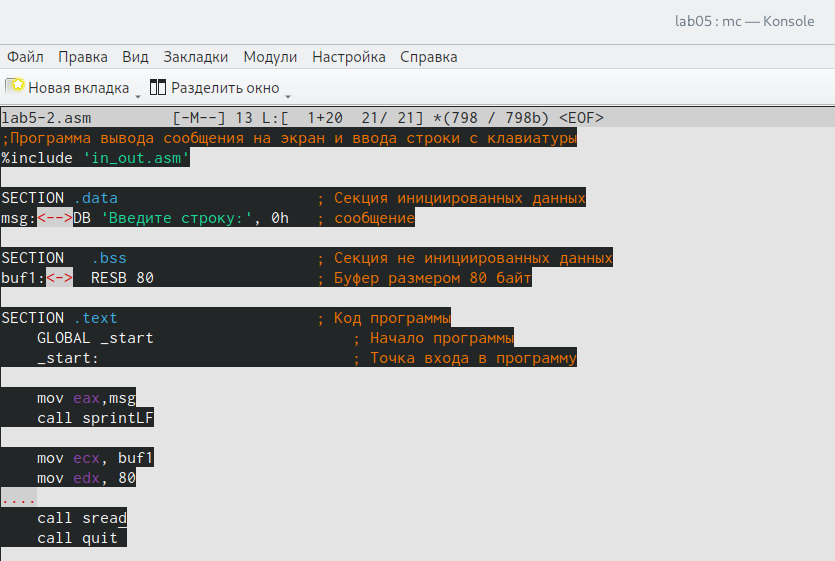 lab05 : mc — Konsole
Файл Правка Вид Закладки Модули Настройка Справка
Новая вкладка Разделить окно
lab5-2.asm [-M--] 13 L:[ 1+20 21/ 21] *(798 / 798b) <EOF>
;Программа вывода сообщения на экран и ввода строки с клавиатуры
%include 'in_out.asm'
SECTION .data ; Секция инициированных данных
msg:<-->DB 'Введите строку:', 0h ; сообщение
SECTION .bss ; Секция не инициированных данных
buf1:<-> RESB 80 ; Буфер размером 80 байт
SECTION .text ; Код программы
GLOBAL _start ; Начало программы
_start: ; Точка входа в программу
mov eax,msg
call sprintLF
mov ecx, buf1
mov edx, 80
....
call sread
call quit